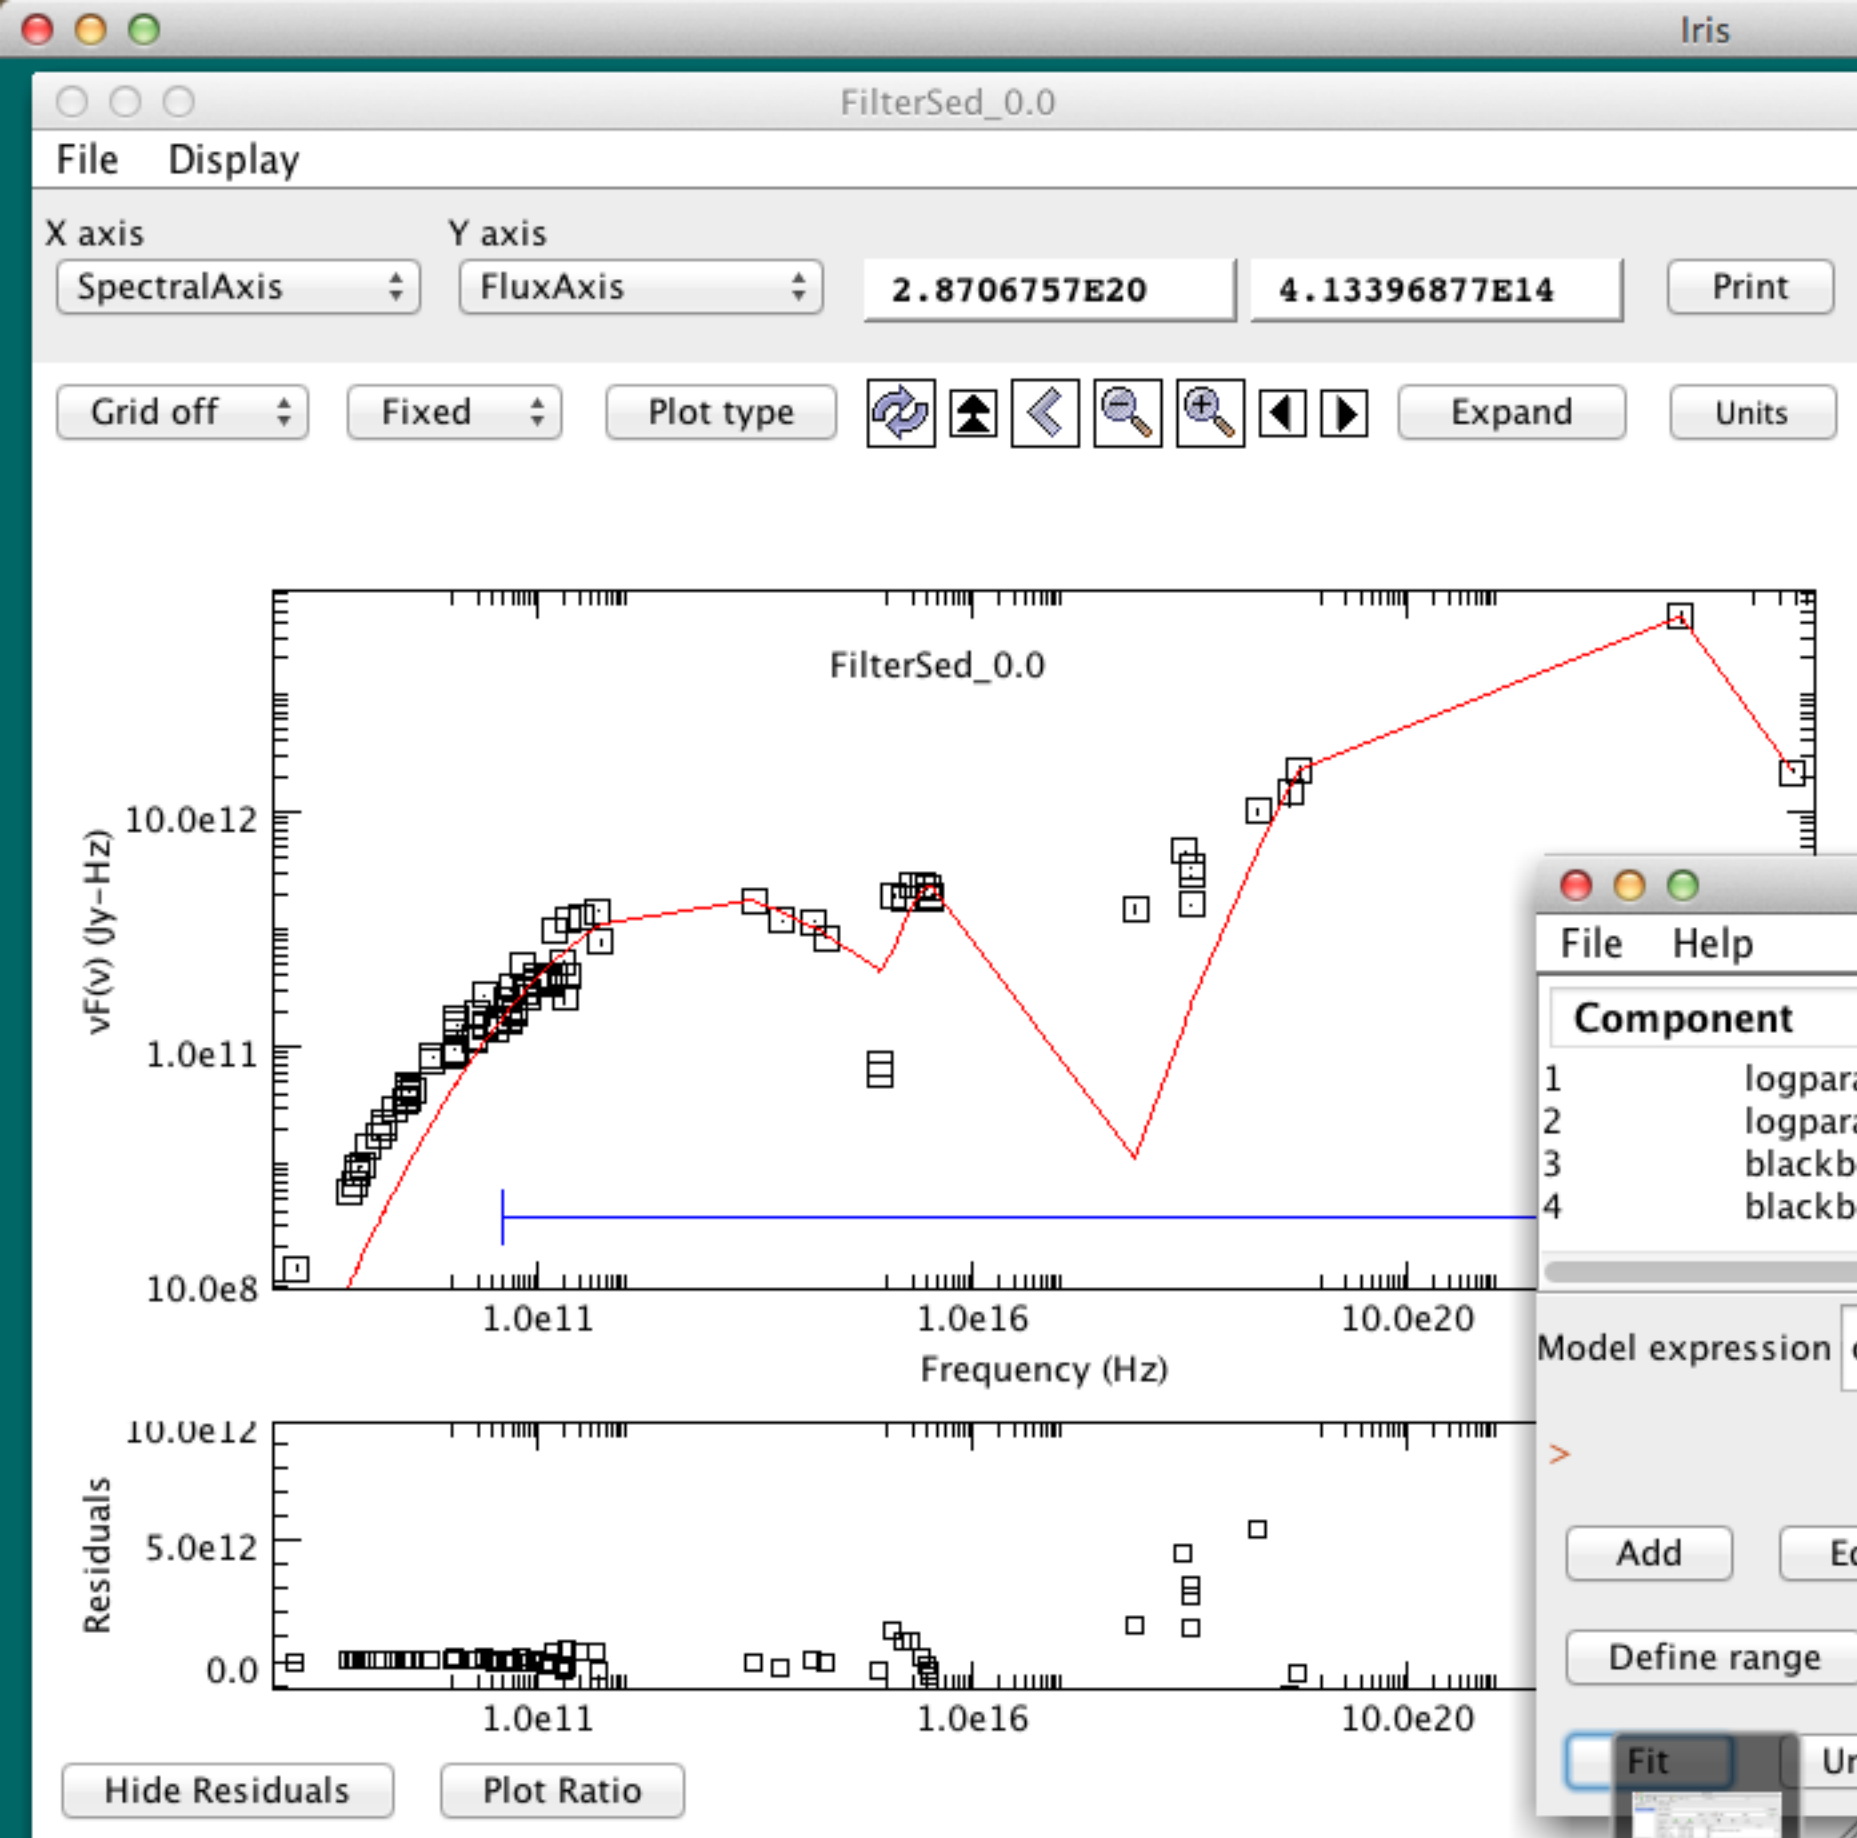 Iris
FilterSed_0.0
File Display
X axis Y axis
SpectralAxis FluxAxis 2.8706757E20 4.13396877E14 Print
Grid off Fixed Plot type Expand Units
FilterSed_0.0
10.0e12
1.0e11
10.0e8
νF(ν) (Jy-Hz)
1.0e11 1.0e16 10.0e20
Frequency (Hz)
10.0e12
5.0e12
0.0
Residuals
1.0e11 1.0e16 10.0e20
Hide Residuals Plot Ratio
File Help
Component
1
2
3
4
Model expression
>
Add
Define range
Fit